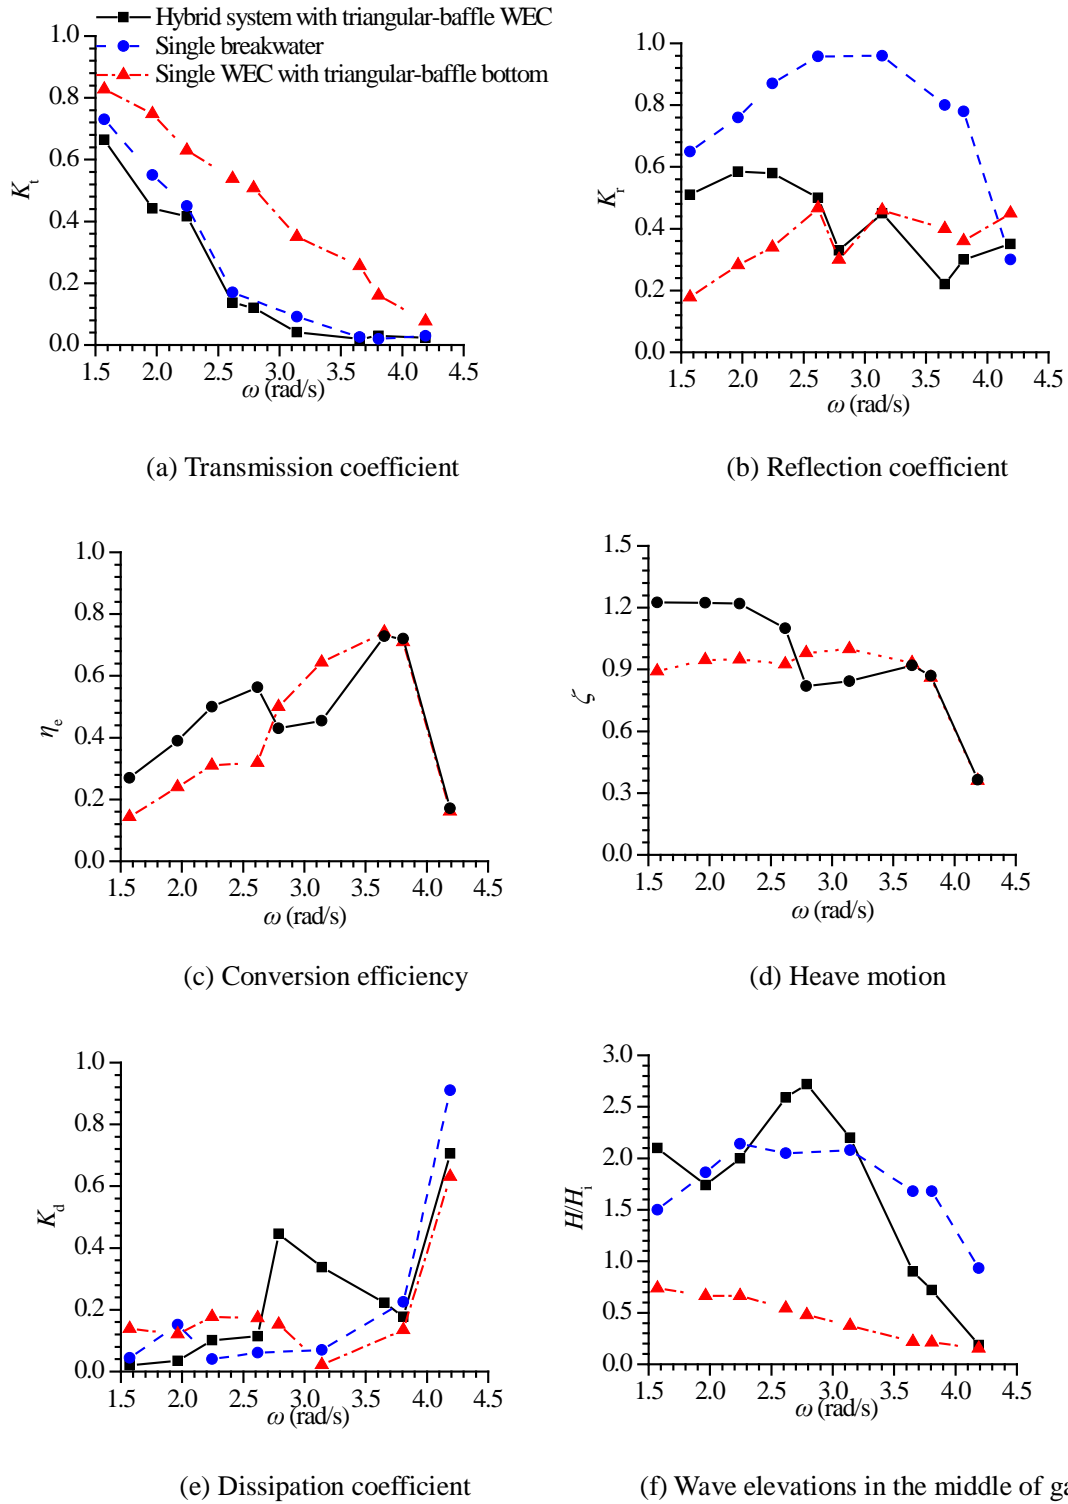 Hybrid system with triangular-baffle WEC
Single breakwater
Single WEC with triangular-baffle bottom
1.0
0.8
0.6
0.4
0.2
0.0
Kt
1.5 2.0 2.5 3.0 3.5 4.0 4.5
ω (rad/s)
(a) Transmission coefficient
1.0
0.8
0.6
0.4
0.2
0.0
Kr
1.5 2.0 2.5 3.0 3.5 4.0 4.5
ω (rad/s)
(b) Reflection coefficient
1.0
0.8
0.6
0.4
0.2
0.0
ηe
1.5 2.0 2.5 3.0 3.5 4.0 4.5
ω (rad/s)
(c) Conversion efficiency
1.5
1.2
0.9
0.6
0.3
0.0
ζ
1.5 2.0 2.5 3.0 3.5 4.0 4.5
ω (rad/s)
(d) Heave motion
1.0
0.8
0.6
0.4
0.2
0.0
Kd
1.5 2.0 2.5 3.0 3.5 4.0 4.5
ω (rad/s)
(e) Dissipation coefficient
3.0
2.5
2.0
1.5
1.0
0.5
0.0
H/Hi
1.5 2.0 2.5 3.0 3.5 4.0 4.5
ω (rad/s)
(f) Wave elevations in the middle of ga